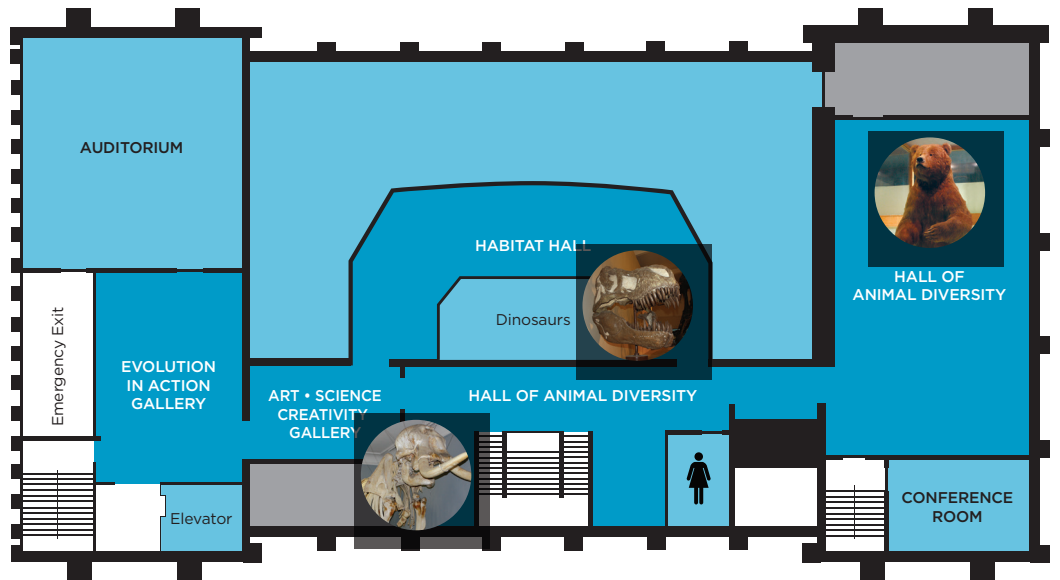 AUDITORIUM
HABITAT HALL
HALL OF
ANIMAL DIVERSITY
Dinosaurs
Emergency Exit
EVOLUTION
IN ACTION
GALLERY
ART • SCIENCE
CREATIVITY
GALLERY
HALL OF ANIMAL DIVERSITY
Elevator
CONFERENCE
ROOM